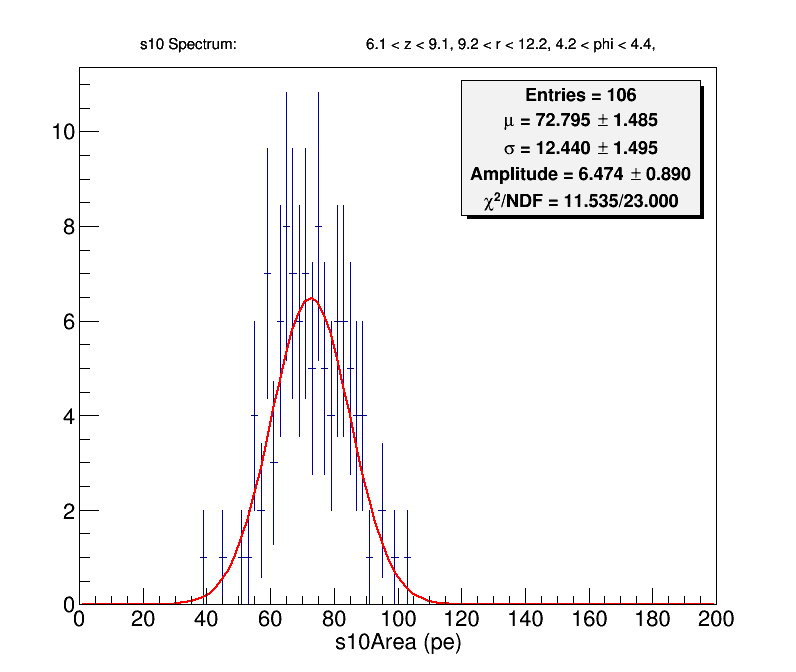 s10 Spectrum: 6.1 < z < 9.1, 9.2 < r < 12.2, 4.2 < phi < 4.4,
Entries = 106
μ = 72.795 ± 1.485
σ = 12.440 ± 1.495
Amplitude = 6.474 ± 0.890
χ²/NDF = 11.535/23.000
10
8
6
4
2
0
0 20 40 60 80 100 120 140 160 180 200
s10Area (pe)